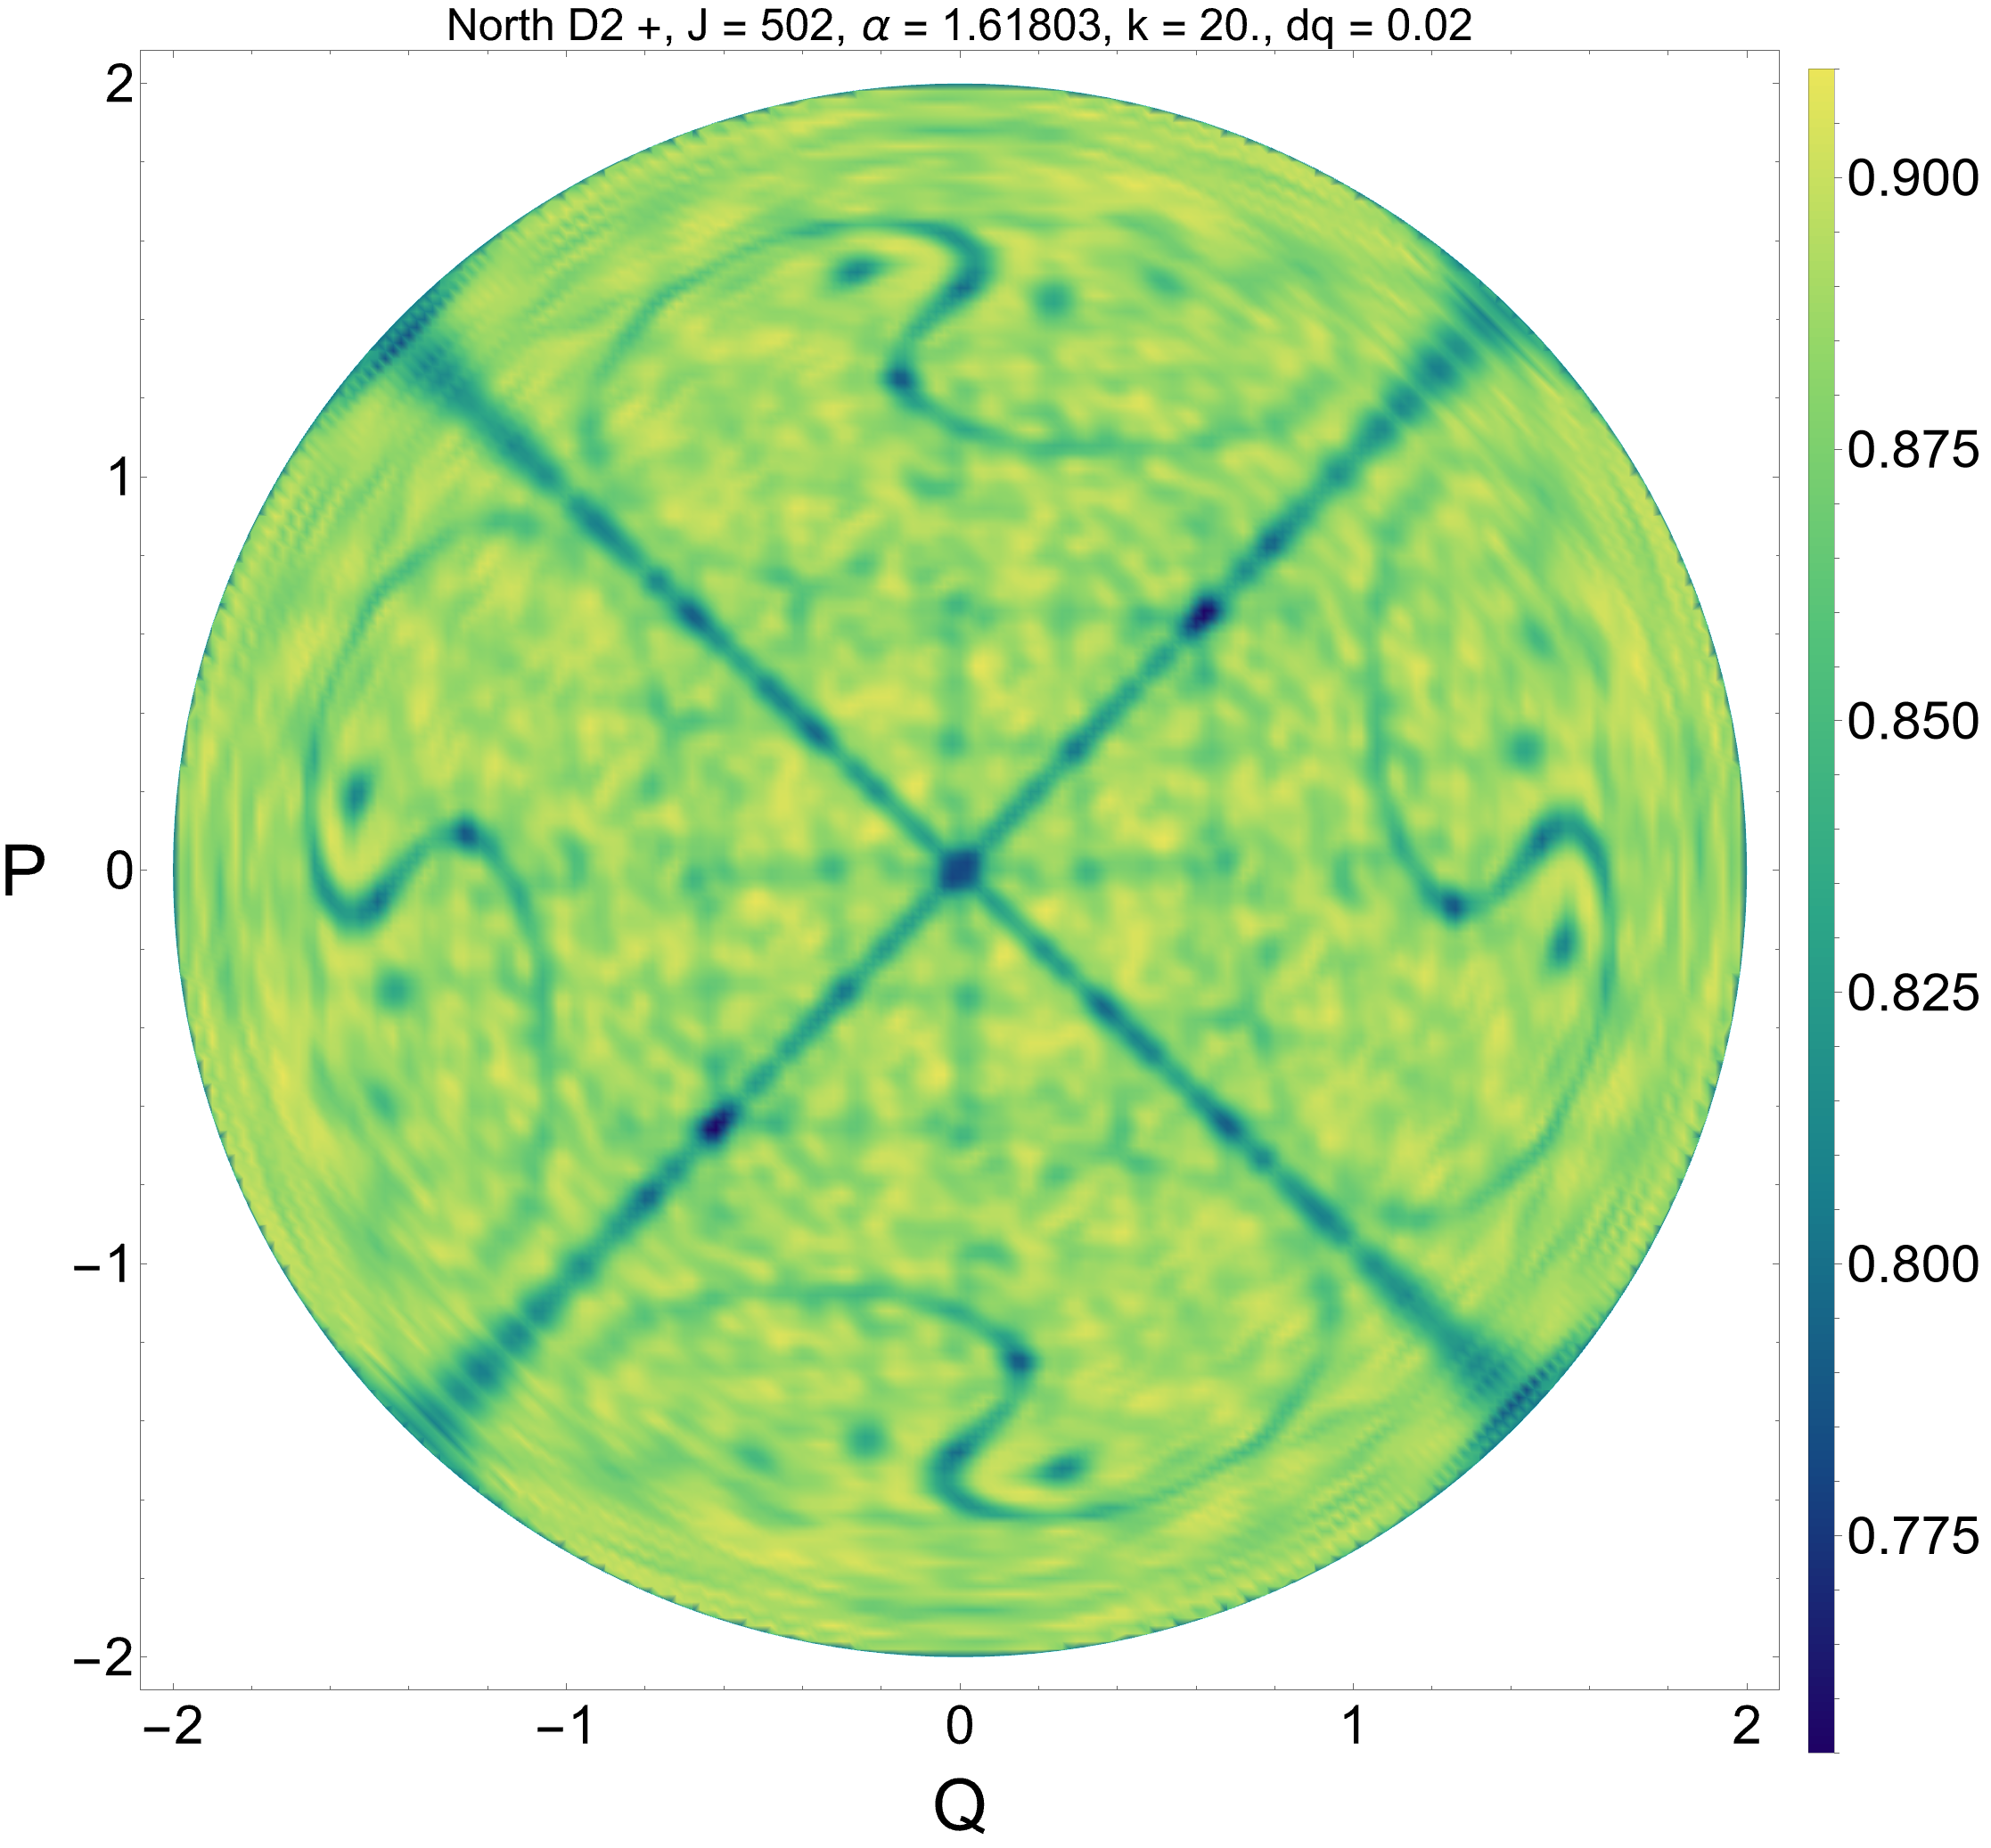 North D2 +, J = 502, α = 1.61803, k = 20., dq = 0.02
2
1
P 0
−1
−2
−2 −1 0 1 2
Q
0.900
0.875
0.850
0.825
0.800
0.775